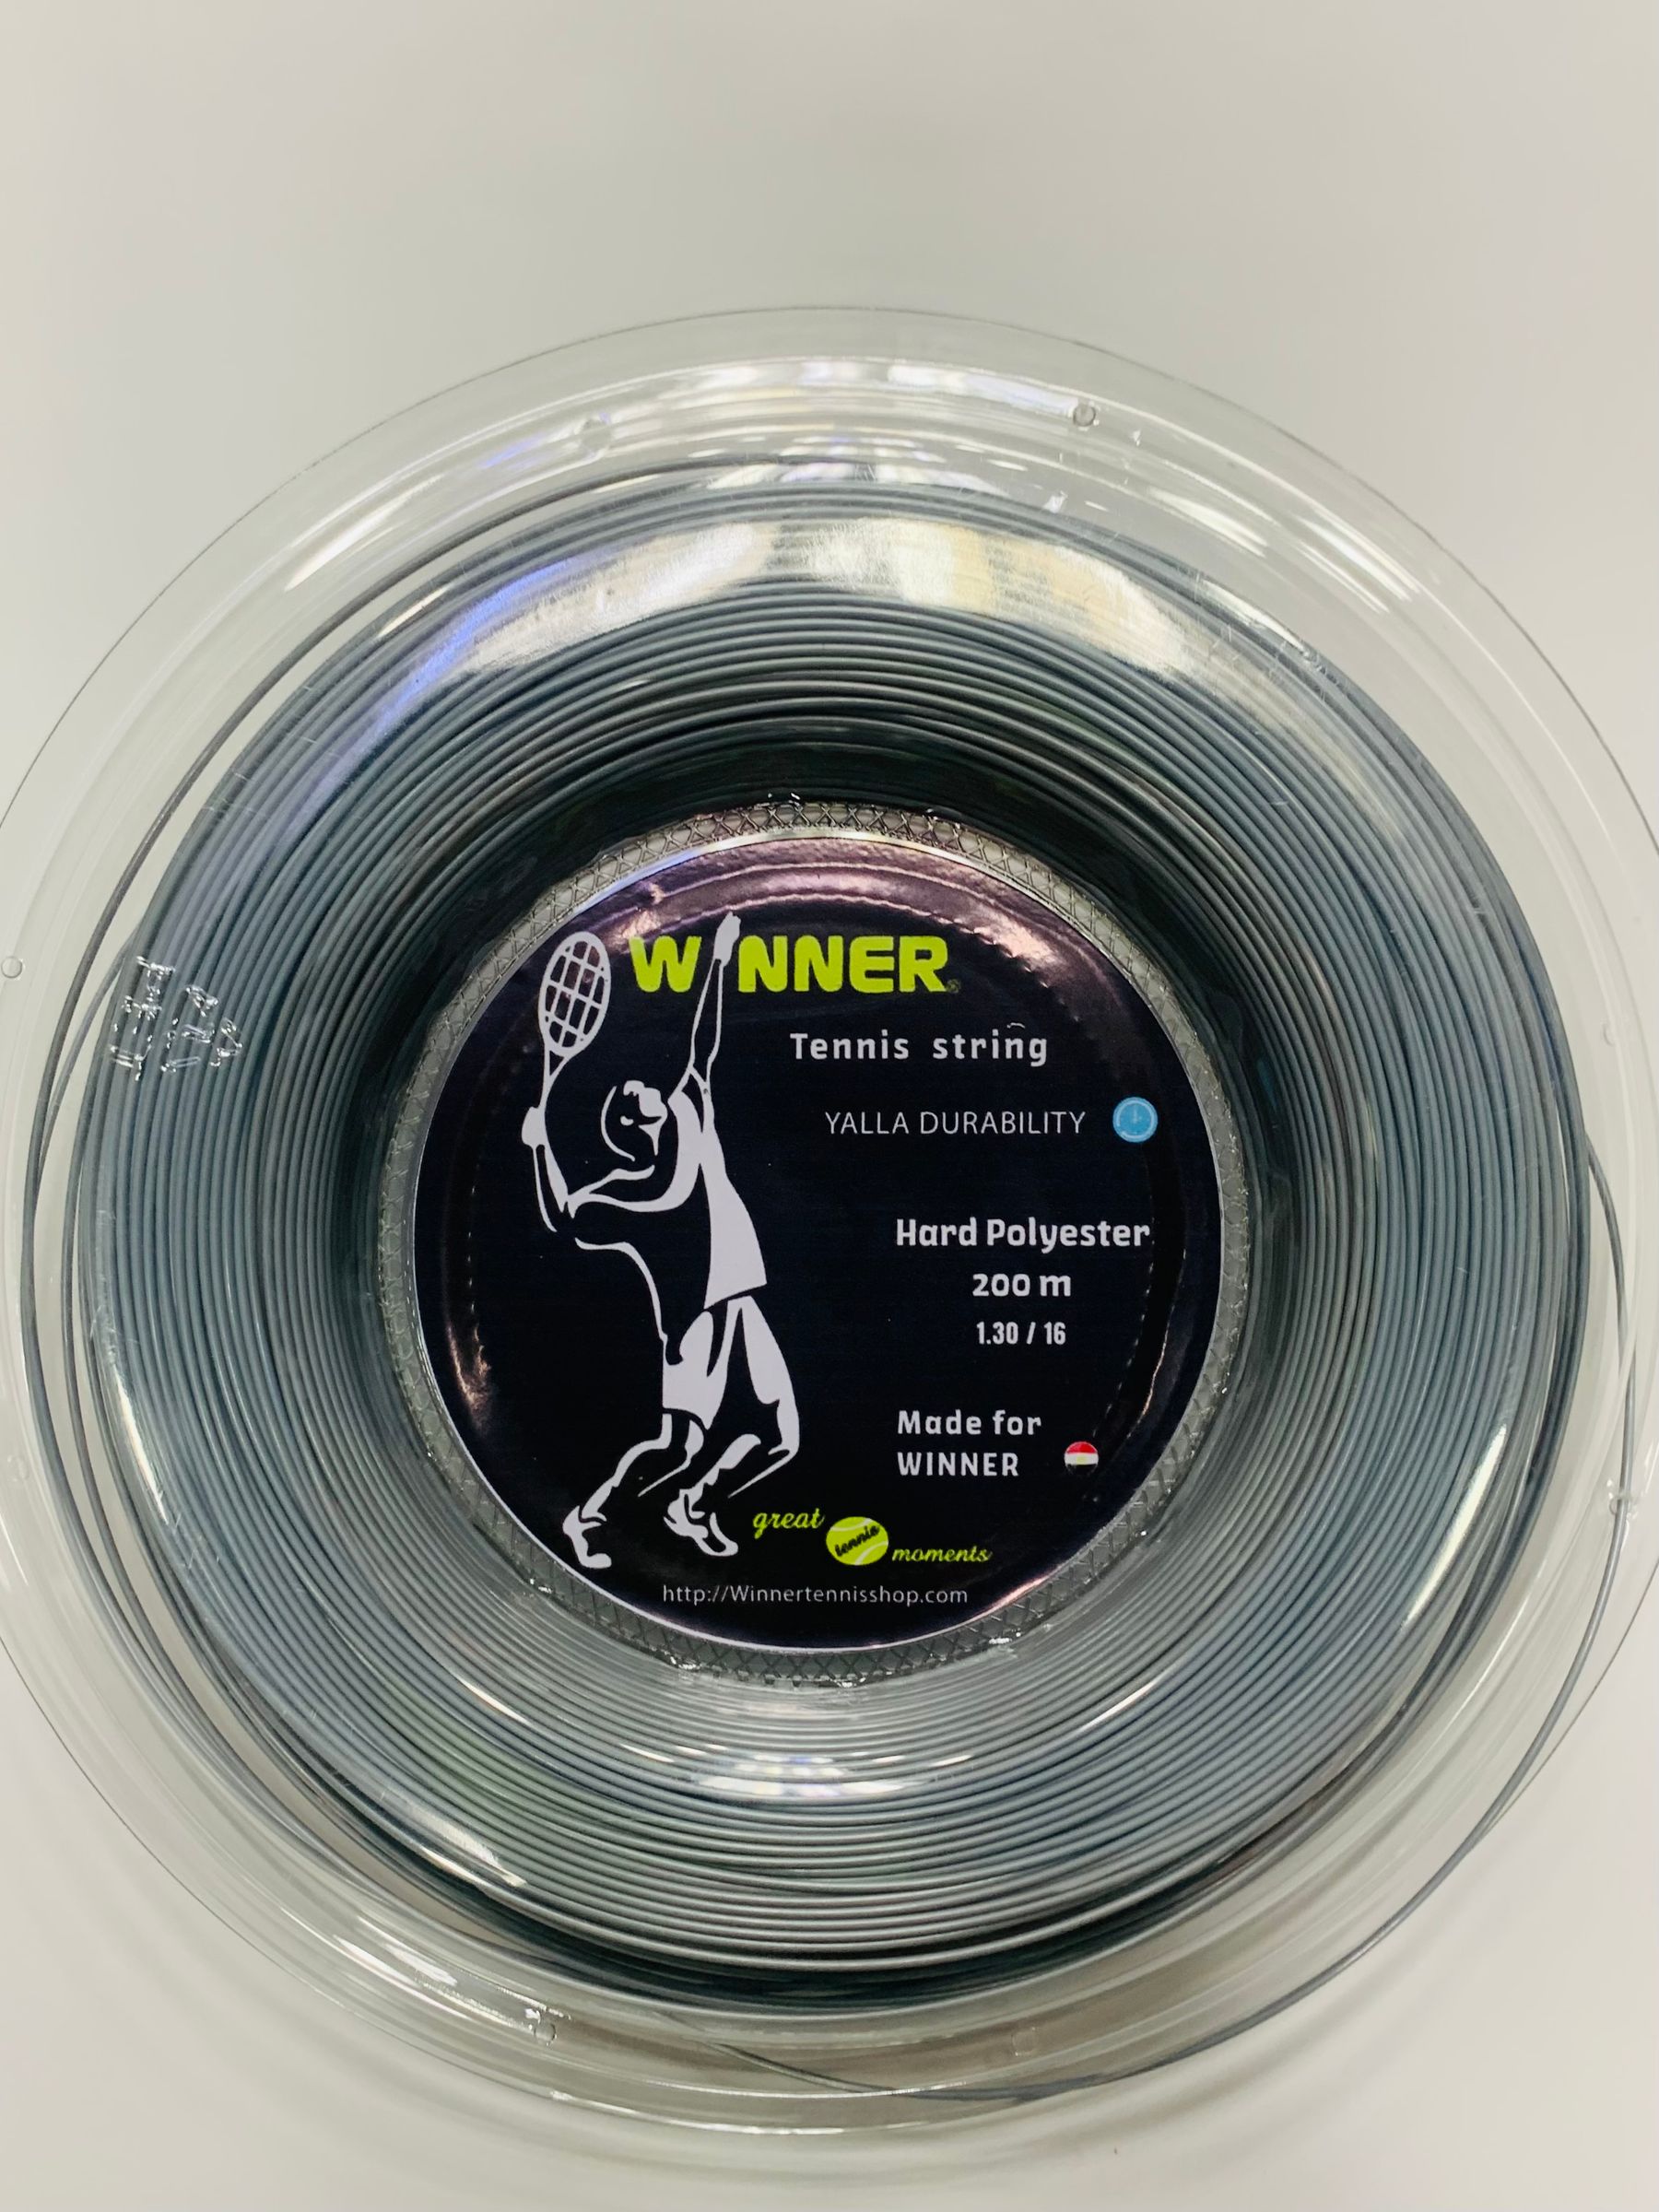 WINNER®
Tennis string
YALLA DURABILITY
Hard Polyester
200 m
1.30 / 16
Made for
WINNER
great tennis moments
http://Winnertennisshop.com